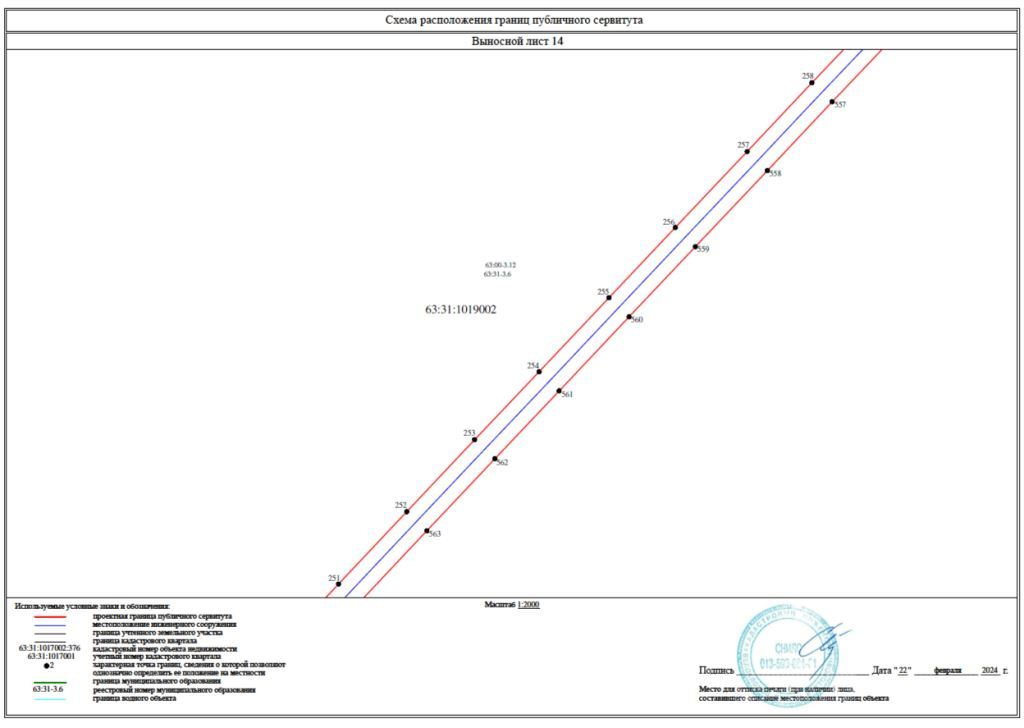 Схема расположения границ публичного сервитута
Выносной лист 14
258
557
257
558
256
559
63:00-3.12
63:31-3.6
255
63:31:1019002
560
254
561
253
562
252
563
251
Используемые условные знаки и обозначения:
Масштаб 1:2000
проектная граница публичного сервитута
местоположение инженерного сооружения
граница учтенного земельного участка
граница кадастрового квартала
63:31:1017002:376 кадастровый номер объекта недвижимости
63:31:1017001 учетный номер кадастрового квартала
2 характерная точка границ, сведения о которой позволяют
однозначно определить ее положение на местности
граница муниципального образования
63:31-3.6 реестровый номер муниципального образования
граница водного объекта
СНИЛС
Подпись Дата "22" февраля 2024 г.
Место для оттиска печати (при наличии) лица,
составившего описание местоположения границ объекта